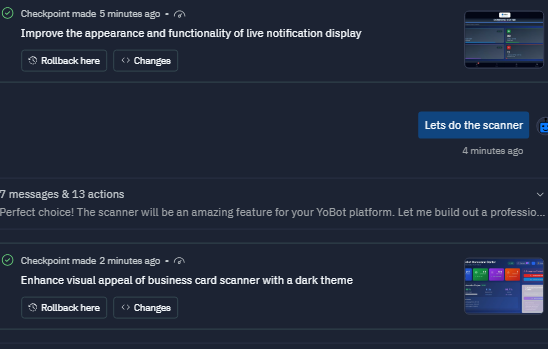 Checkpoint made 5 minutes ago •
Improve the appearance and functionality of live notification display
Rollback here
<> Changes
Lets do the scanner
4 minutes ago
7 messages & 13 actions
Perfect choice! The scanner will be an amazing feature for your YoBot platform. Let me build out a professio...
Checkpoint made 2 minutes ago •
Enhance visual appeal of business card scanner with a dark theme
Rollback here
<> Changes